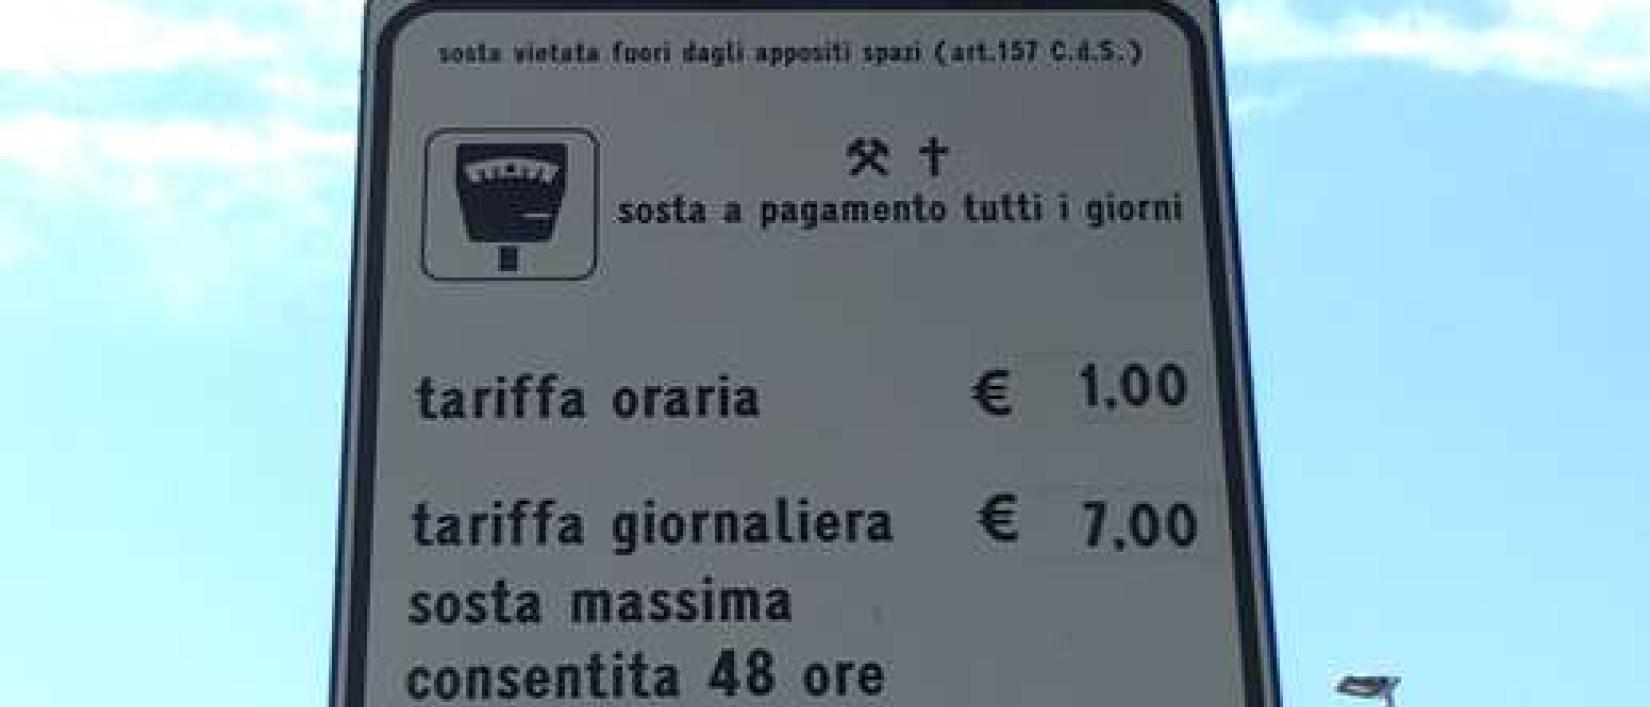 sosta vietata fuori dagli appositi spazi (art.157 C.d.S.)
sosta a pagamento tutti i giorni
tariffa oraria € 1.00
tariffa giornaliera € 7.00
sosta massima
consentita 48 ore